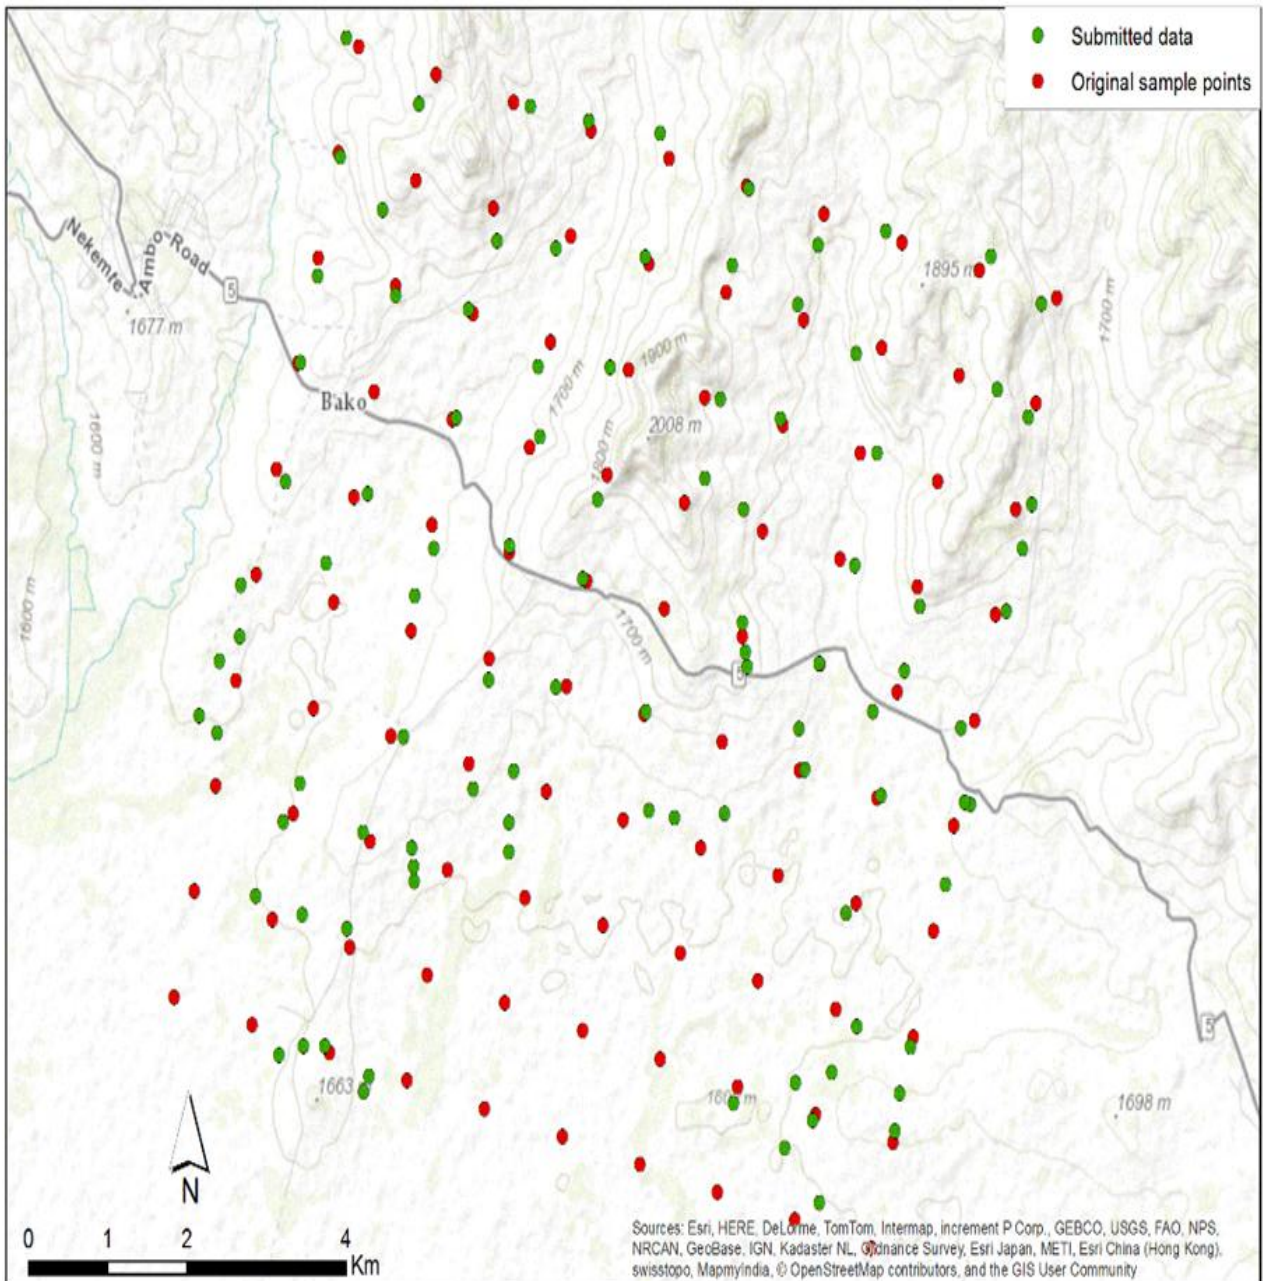 Submitted data
Original sample points
Nekemte
Ambo
Road
5
1895 m
1677 m
1700 m
1900 m
1700 m
Bako
2008 m
1600 m
1800 m
1600 m
1700 m
5
5
1663
1698 m
N
0 1 2 4
Km
Sources: Esri, HERE, DeLorme, TomTom, Intermap, increment P Corp., GEBCO, USGS, FAO, NPS,
NRCAN, GeoBase, IGN, Kadaster NL, Ordnance Survey, Esri Japan, METI, Esri China (Hong Kong),
swisstopo, MapmyIndia, © OpenStreetMap contributors, and the GIS User Community